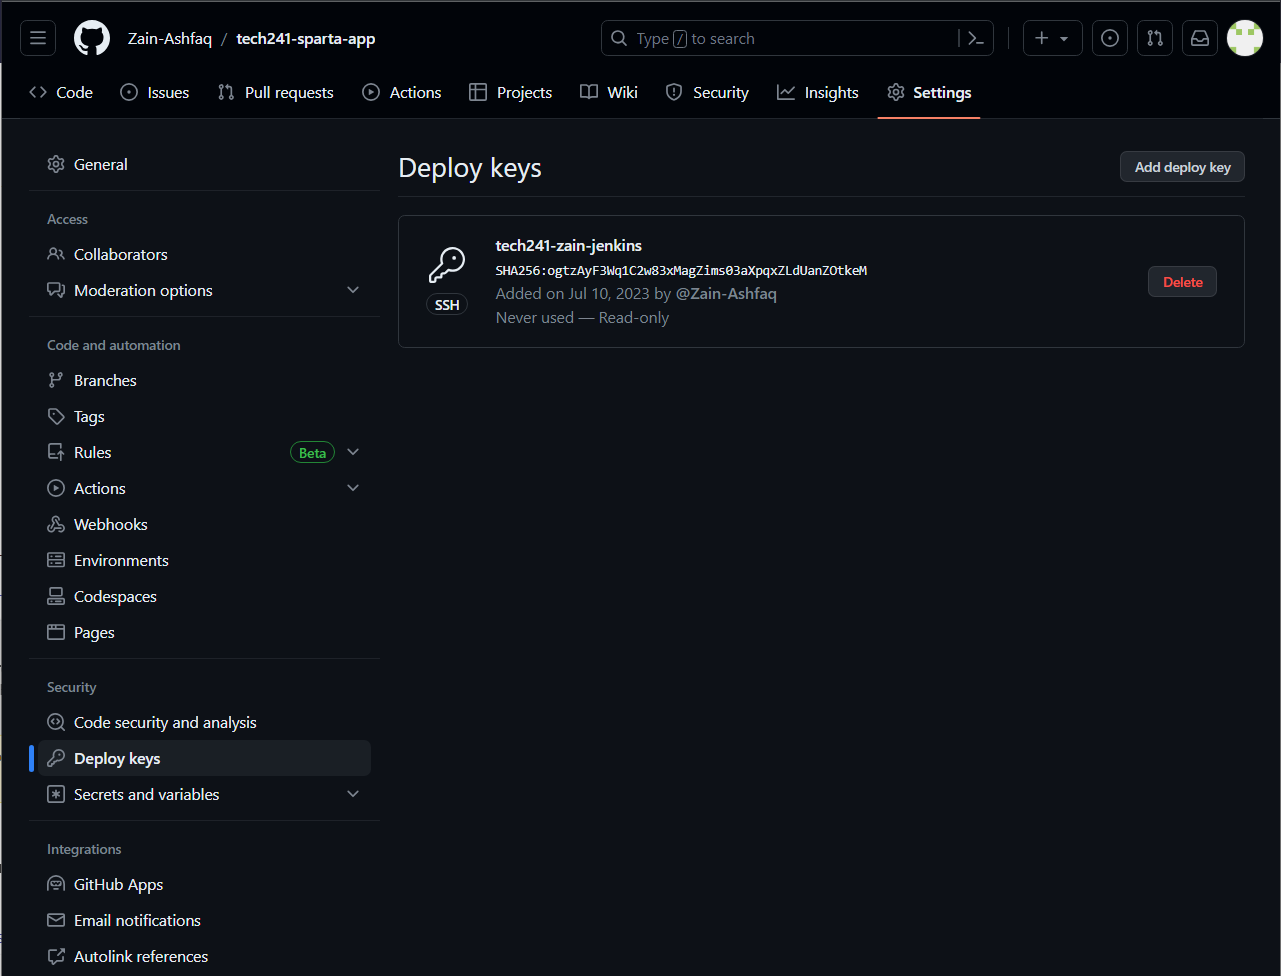 Zain-Ashfaq / tech241-sparta-app
Type / to search
Code
Issues
Pull requests
Actions
Projects
Wiki
Security
Insights
Settings
General
Access
Collaborators
Moderation options
Code and automation
Branches
Tags
Rules
Beta
Actions
Webhooks
Environments
Codespaces
Pages
Security
Code security and analysis
Deploy keys
Secrets and variables
Integrations
GitHub Apps
Email notifications
Autolink references
Deploy keys
Add deploy key
SSH
tech241-zain-jenkins
SHA256:ogtzAyF3Wq1C2w83xMagZims03aXpqxZLdUanZOtkeM
Added on Jul 10, 2023 by @Zain-Ashfaq
Never used — Read-only
Delete